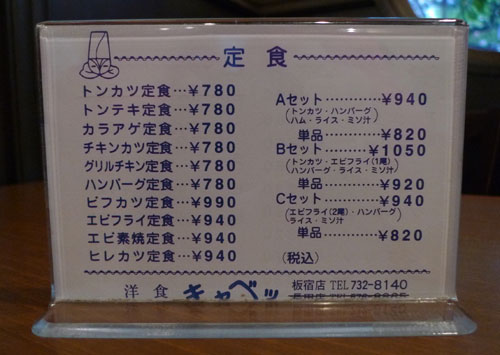 定食
トンカツ定食…¥780
トンテキ定食…¥780
カラアゲ定食…¥780
チキンカツ定食…¥780
グリルチキン定食…¥780
ハンバーグ定食…¥780
ビフカツ定食…¥990
エビフライ定食…¥940
エビ素焼定食…¥940
ヒレカツ定食…¥940
Aセット…………¥940
(トンカツ・ハンバーグ
ハム・ライス・ミソ汁)
単品……………¥820
Bセット…………¥1050
(トンカツ・エビフライ(1尾)
ハンバーグ・ライス・ミソ汁)
単品……………¥920
Cセット…………¥940
(エビフライ(2尾)・ハンバーグ
ライス・ミソ汁)
単品……………¥820
(税込)
洋食 キャベツ
板宿店 TEL732-8140